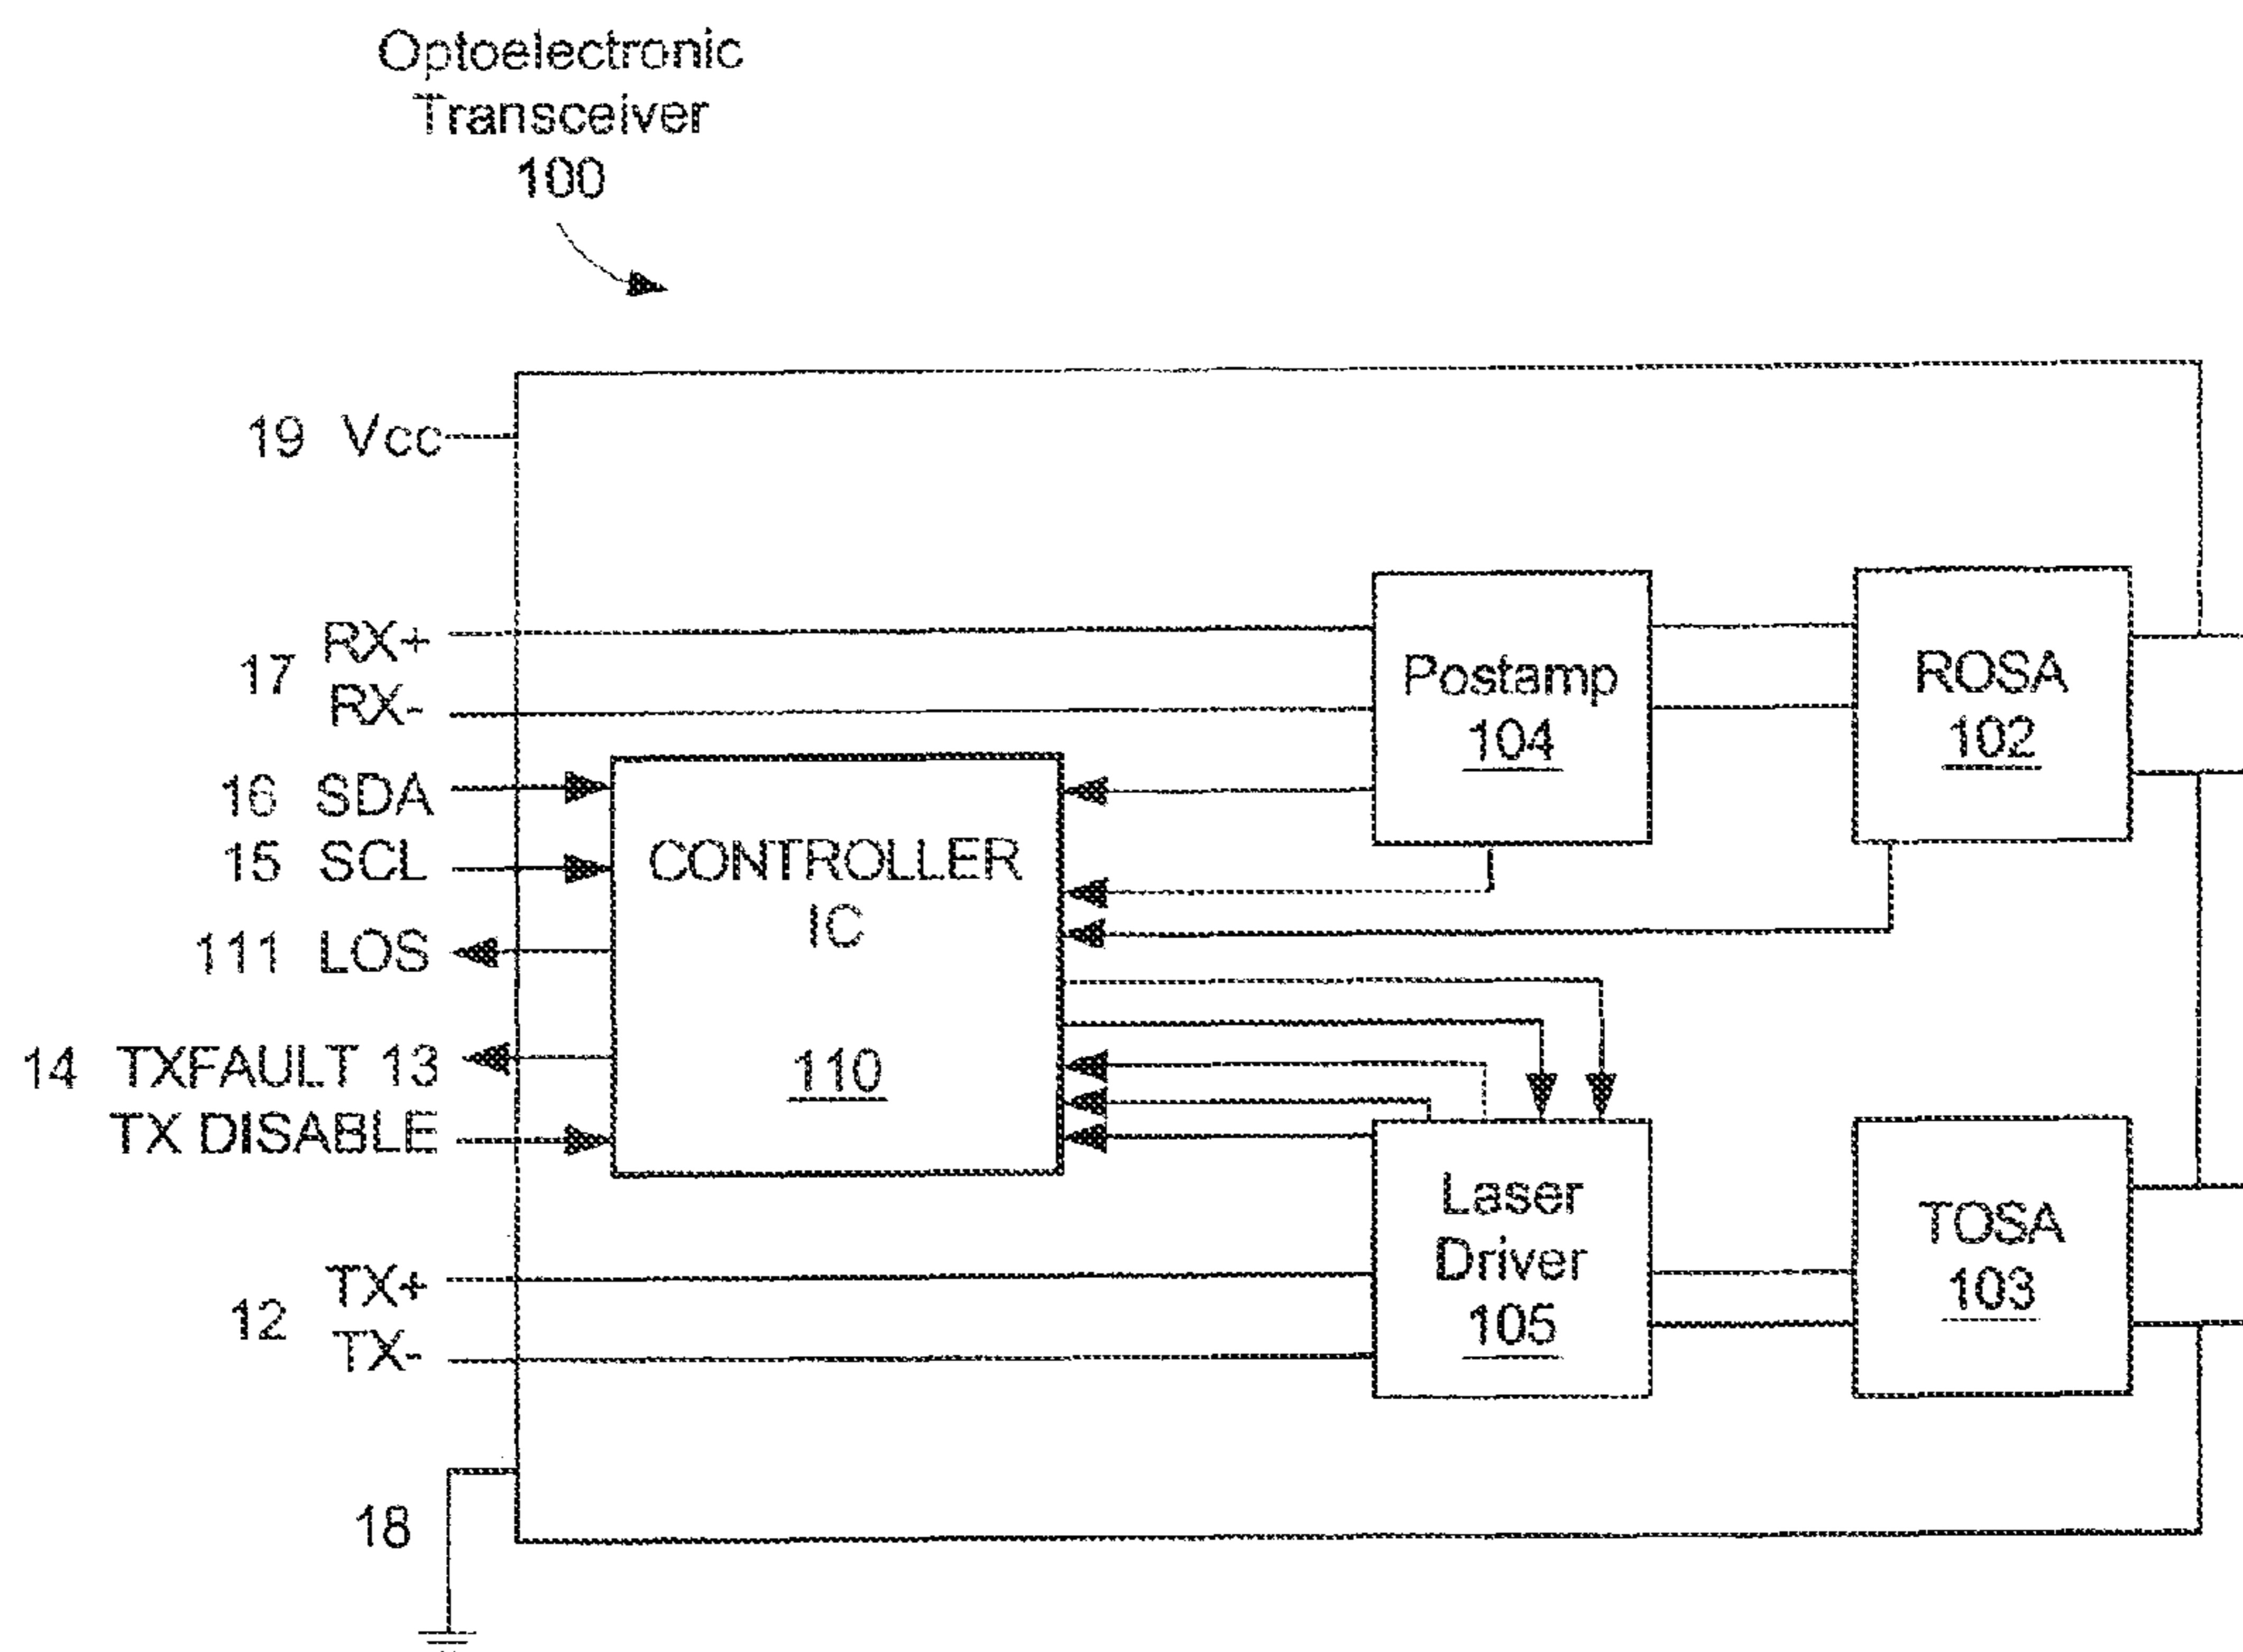 Optoelectronic
Transceiver
100
19 Vcc
RX+
17
RX-
Postamp
104
ROSA
102
16 SDA
15 SCL
111 LOS
CONTROLLER
IC
110
14 TXFAULT 13
TX DISABLE
Laser
Driver
105
TOSA
103
TX+
12
TX-
18